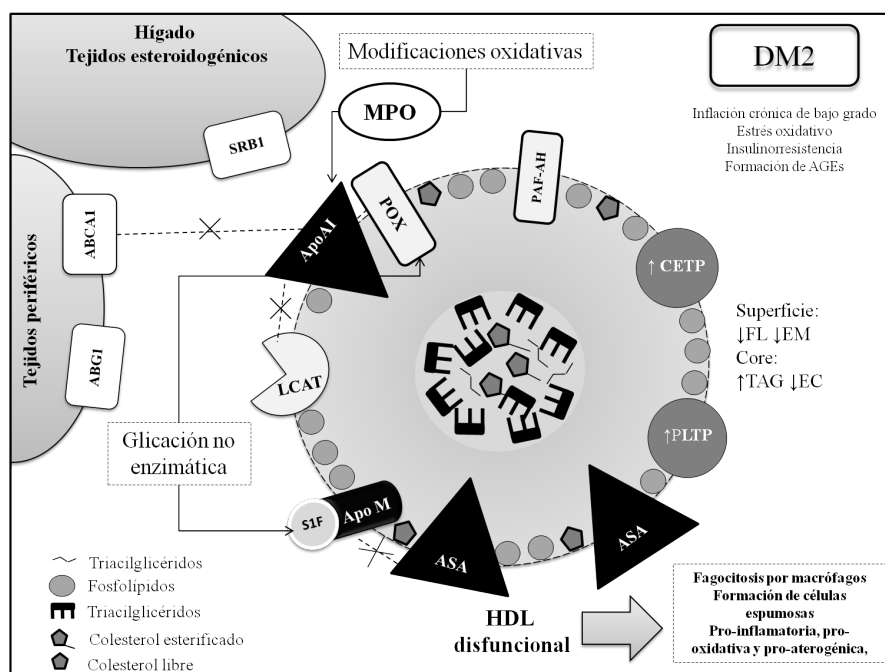 Hígado
Tejidos esteroidogénicos
Modificaciones oxidativas
DM2
MPO
Inflación crónica de bajo grado
Estrés oxidativo
Insulinorresistencia
Formación de AGEs
SRB1
PAF-AH
POX
ApoAI
ABCA1
Tejidos periféricos
ABG1
↑ CETP
Superficie:
↓FL ↓EM
Core:
↑TAG ↓EC
LCAT
↑PLTP
Glicación no
enzimática
S1F
Apo M
ASA
ASA
Triacilglicéridos
Fosfolípidos
Triacilglicéridos
Colesterol esterificado
Colesterol libre
HDL
disfuncional
Fagocitosis por macrófagos
Formación de células
espumosas
Pro-inflamatoria, pro-
oxidativa y pro-aterogénica,